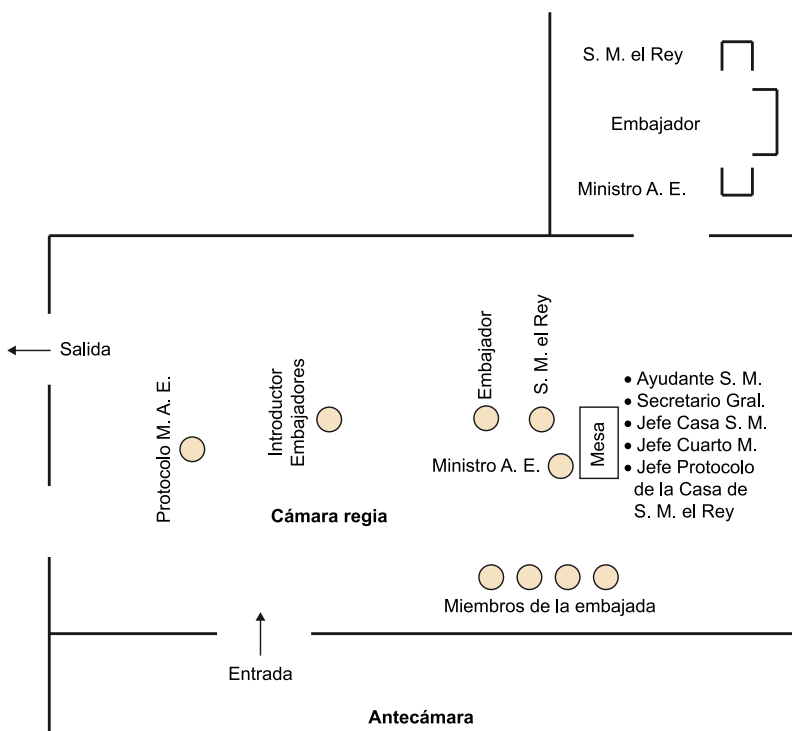 S. M. el Rey
Embajador
Ministro A. E.
Salida
Protocolo M. A. E.
Introductor
Embajadores
Embajador
S. M. el Rey
Ministro A. E.
Mesa
• Ayudante S. M.
• Secretario Gral.
• Jefe Casa S. M.
• Jefe Cuarto M.
• Jefe Protocolo
de la Casa de
S. M. el Rey
Cámara regia
Miembros de la embajada
Entrada
Antecámara